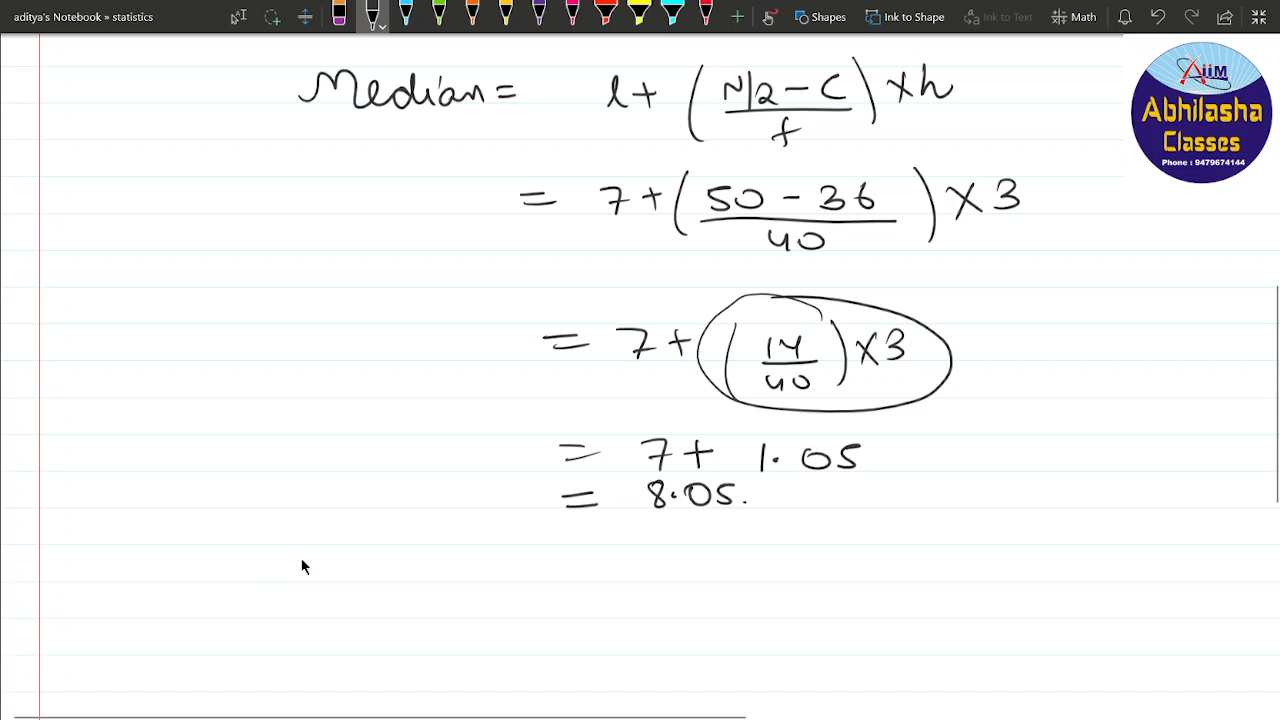 aditya's Notebook » statistics
Shapes Ink to Shape Ink to Text Math
AIIM
Abhilasha
Classes
Phone : 9479674144
Median = l + (N/2 - C / f) × h
= 7 + (50 - 36 / 40) × 3
= 7 + (14 / 40) × 3
= 7 + 1.05
= 8.05.